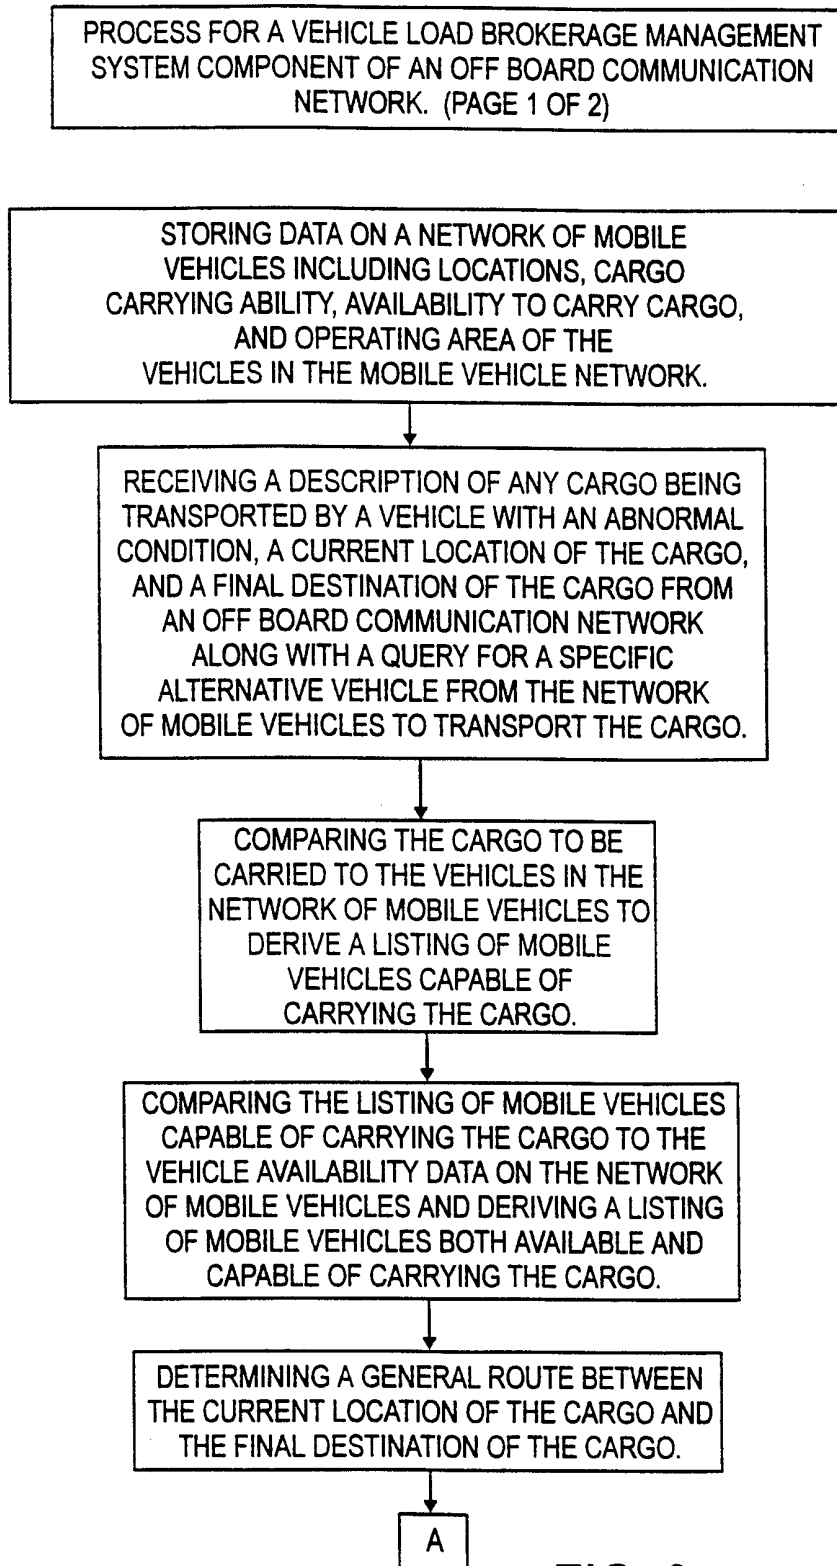 PROCESS FOR A VEHICLE LOAD BROKERAGE MANAGEMENT
SYSTEM COMPONENT OF AN OFF BOARD COMMUNICATION
NETWORK. (PAGE 1 OF 2)
STORING DATA ON A NETWORK OF MOBILE
VEHICLES INCLUDING LOCATIONS, CARGO
CARRYING ABILITY, AVAILABILITY TO CARRY CARGO,
AND OPERATING AREA OF THE
VEHICLES IN THE MOBILE VEHICLE NETWORK.
RECEIVING A DESCRIPTION OF ANY CARGO BEING
TRANSPORTED BY A VEHICLE WITH AN ABNORMAL
CONDITION, A CURRENT LOCATION OF THE CARGO,
AND A FINAL DESTINATION OF THE CARGO FROM
AN OFF BOARD COMMUNICATION NETWORK
ALONG WITH A QUERY FOR A SPECIFIC
ALTERNATIVE VEHICLE FROM THE NETWORK
OF MOBILE VEHICLES TO TRANSPORT THE CARGO.
COMPARING THE CARGO TO BE
CARRIED TO THE VEHICLES IN THE
NETWORK OF MOBILE VEHICLES TO
DERIVE A LISTING OF MOBILE
VEHICLES CAPABLE OF
CARRYING THE CARGO.
COMPARING THE LISTING OF MOBILE VEHICLES
CAPABLE OF CARRYING THE CARGO TO THE
VEHICLE AVAILABILITY DATA ON THE NETWORK
OF MOBILE VEHICLES AND DERIVING A LISTING
OF MOBILE VEHICLES BOTH AVAILABLE AND
CAPABLE OF CARRYING THE CARGO.
DETERMINING A GENERAL ROUTE BETWEEN
THE CURRENT LOCATION OF THE CARGO AND
THE FINAL DESTINATION OF THE CARGO.
A